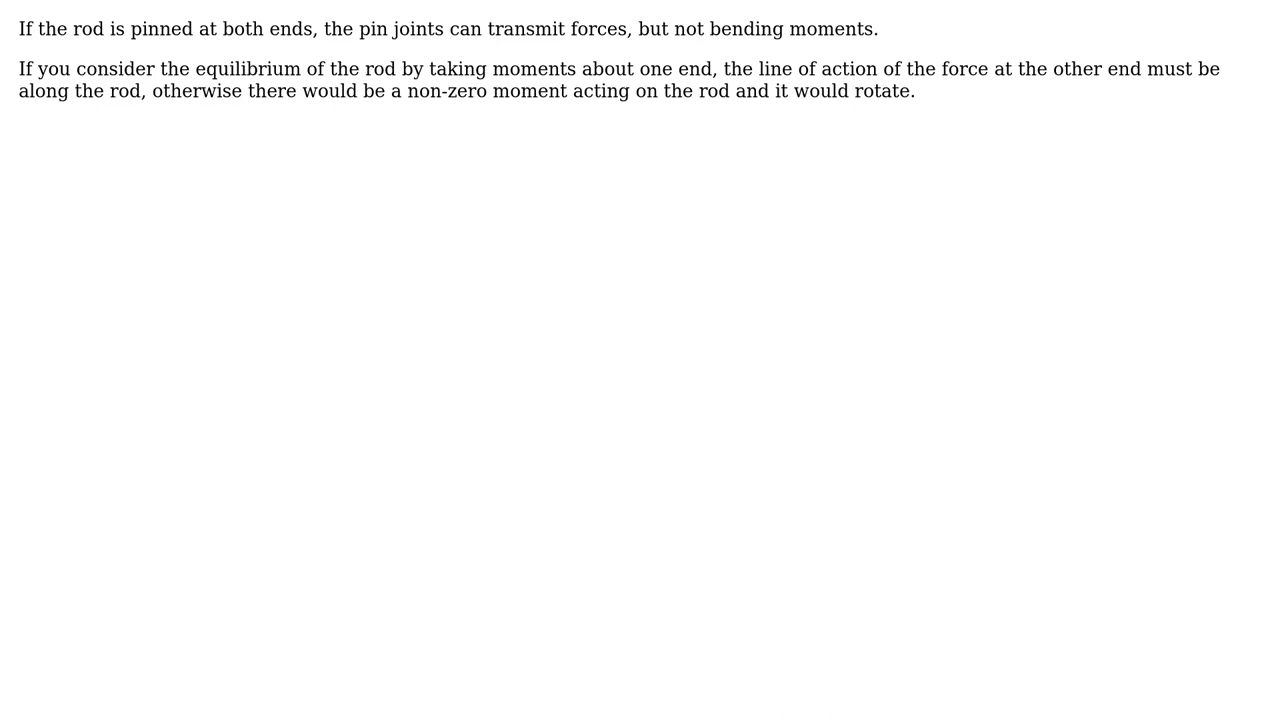 If the rod is pinned at both ends, the pin joints can transmit forces, but not bending moments.
If you consider the equilibrium of the rod by taking moments about one end, the line of action of the force at the other end must be
along the rod, otherwise there would be a non-zero moment acting on the rod and it would rotate.